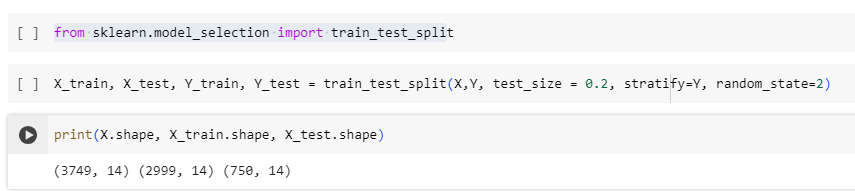 [ ] from sklearn.model_selection import train_test_split
[ ] X_train, X_test, Y_train, Y_test = train_test_split(X,Y, test_size = 0.2, stratify=Y, random_state=2)
print(X.shape, X_train.shape, X_test.shape)
(3749, 14) (2999, 14) (750, 14)